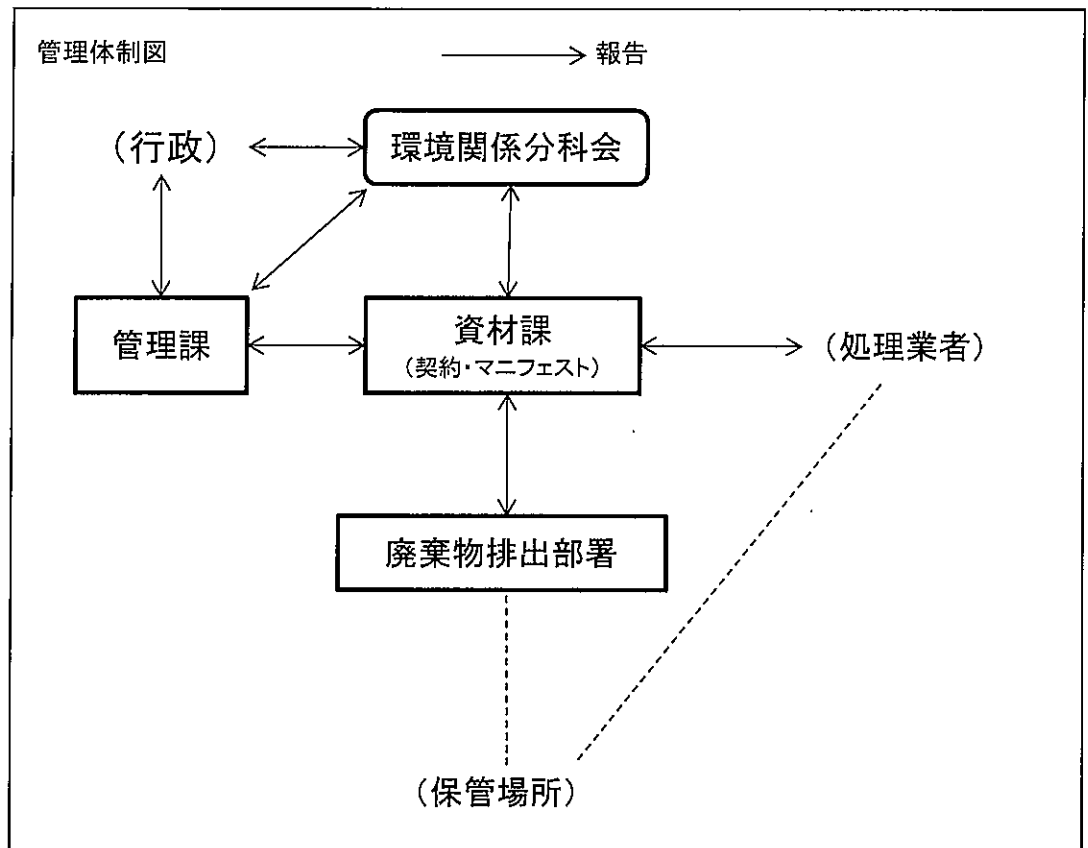 管理体制図
報告
（行政）
環境関係分科会
管理課
資材課
（契約・マニフェスト）
（処理業者）
廃棄物排出部署
（保管場所）